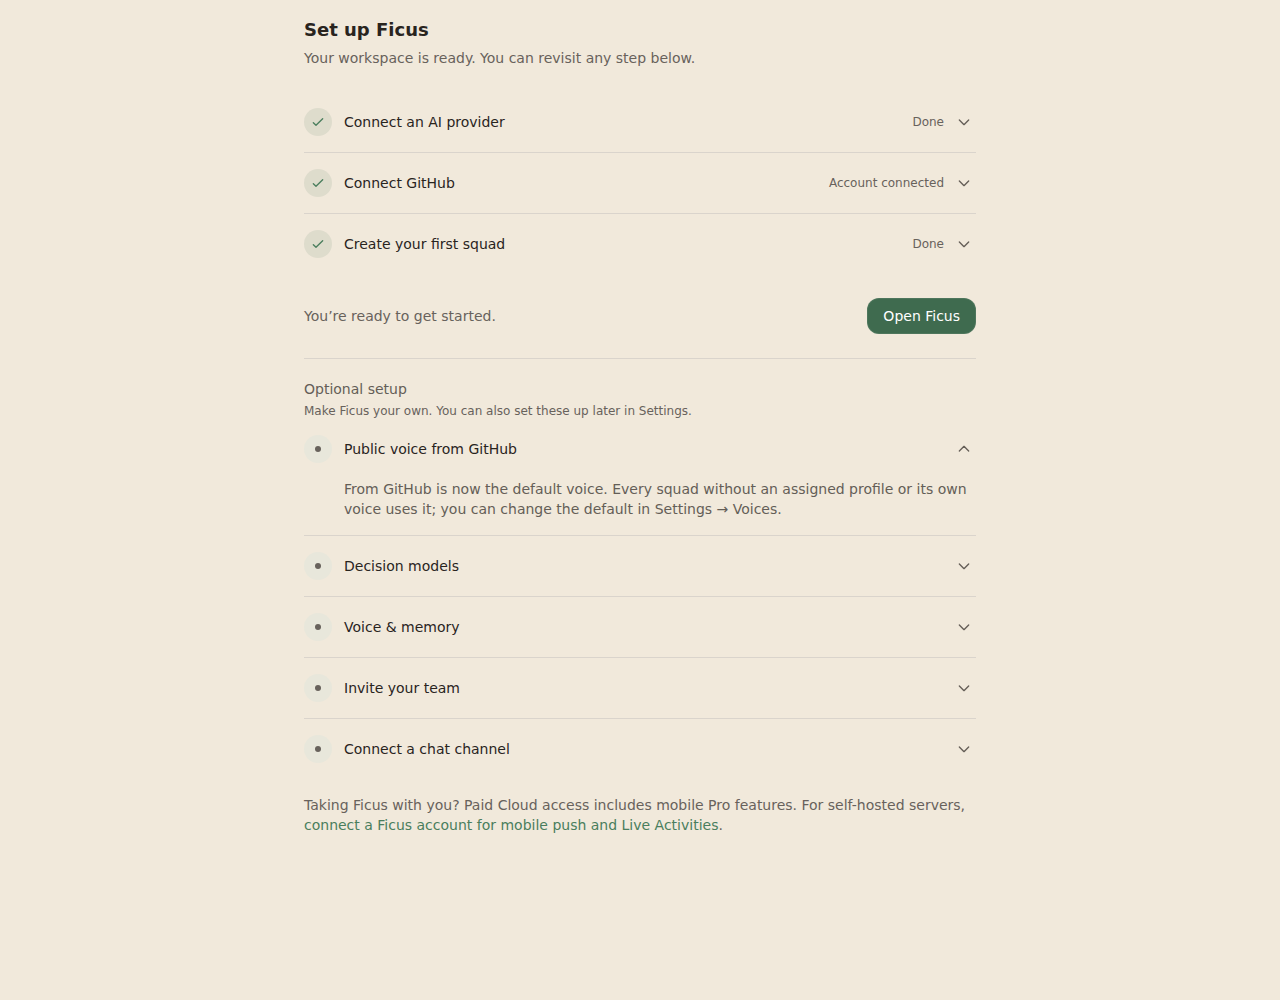 Set up Ficus
Your workspace is ready. You can revisit any step below.
Connect an AI provider
Done
Connect GitHub
Account connected
Create your first squad
Done
You’re ready to get started.
Open Ficus
Optional setup
Make Ficus your own. You can also set these up later in Settings.
Public voice from GitHub
From GitHub is now the default voice. Every squad without an assigned profile or its own
voice uses it; you can change the default in Settings → Voices.
Decision models
Voice & memory
Invite your team
Connect a chat channel
Taking Ficus with you? Paid Cloud access includes mobile Pro features. For self-hosted servers,
connect a Ficus account for mobile push and Live Activities.